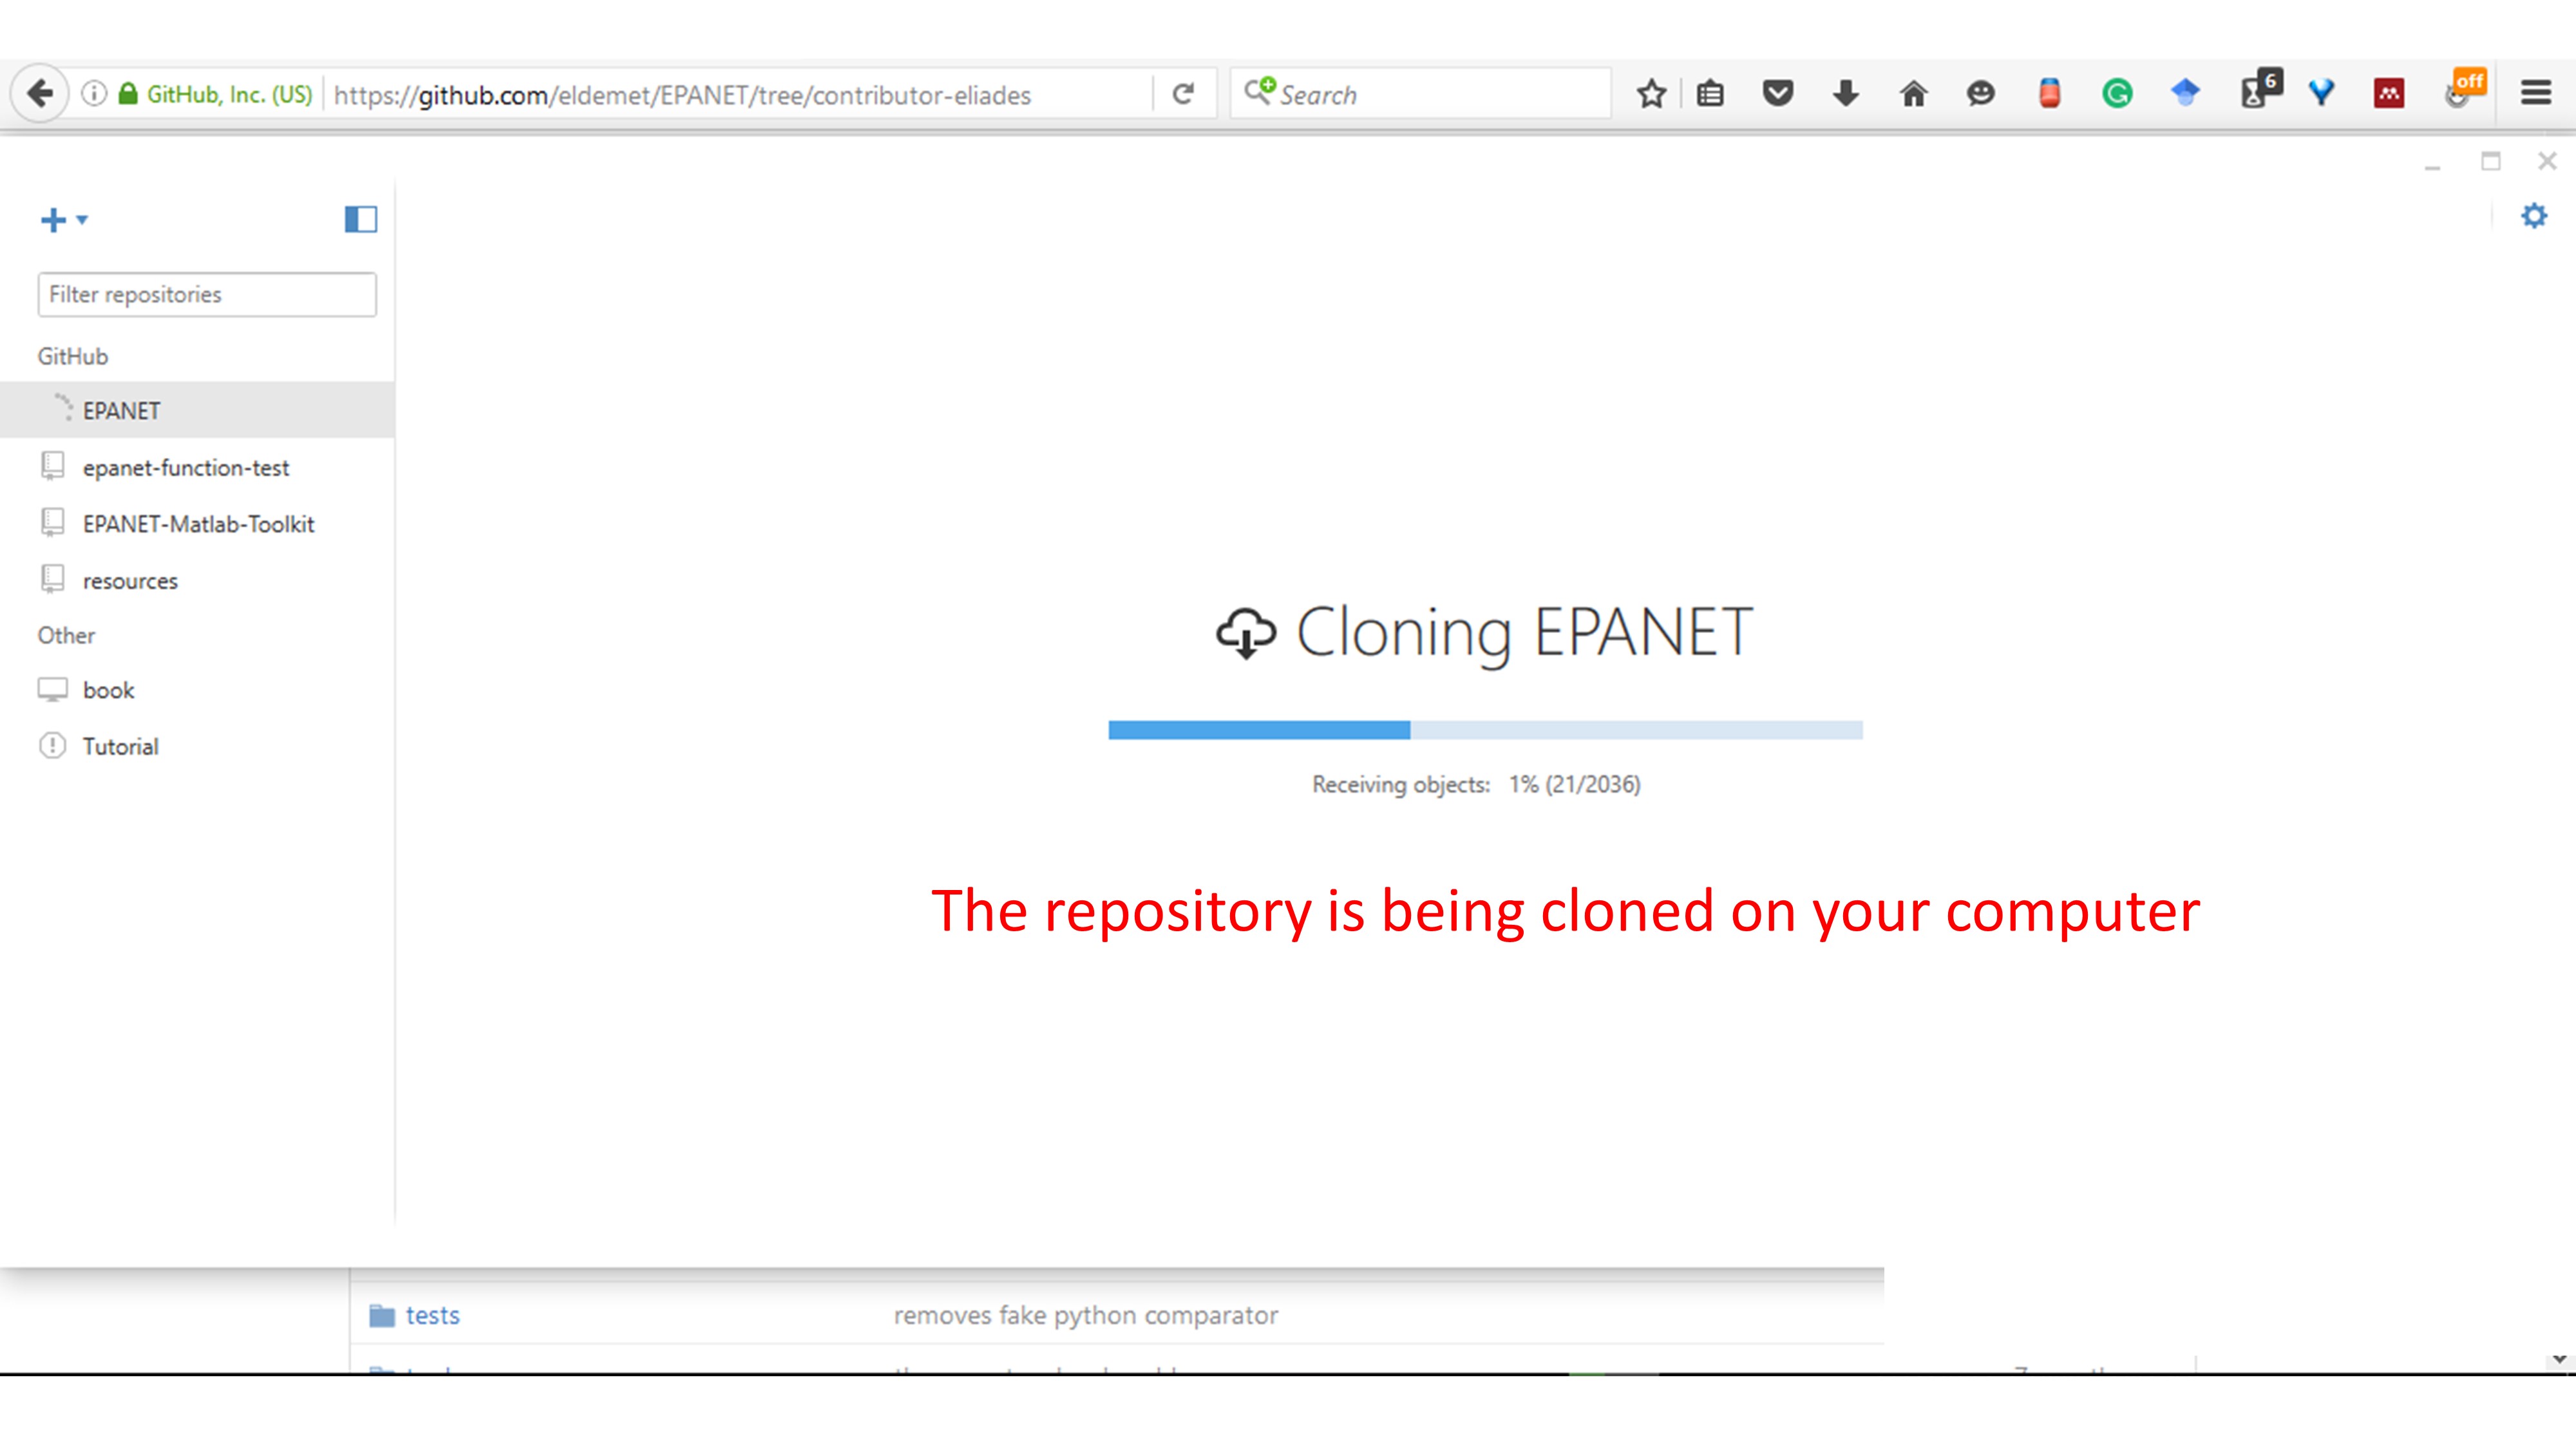 GitHub, Inc. (US) https://github.com/eldemet/EPANET/tree/contributor-eliades Search 6 off
Filter repositories
GitHub
EPANET
epanet-function-test
EPANET-Matlab-Toolkit
resources
Other
book
Tutorial
Cloning EPANET
Receiving objects: 1% (21/2036)
The repository is being cloned on your computer
tests removes fake python comparator